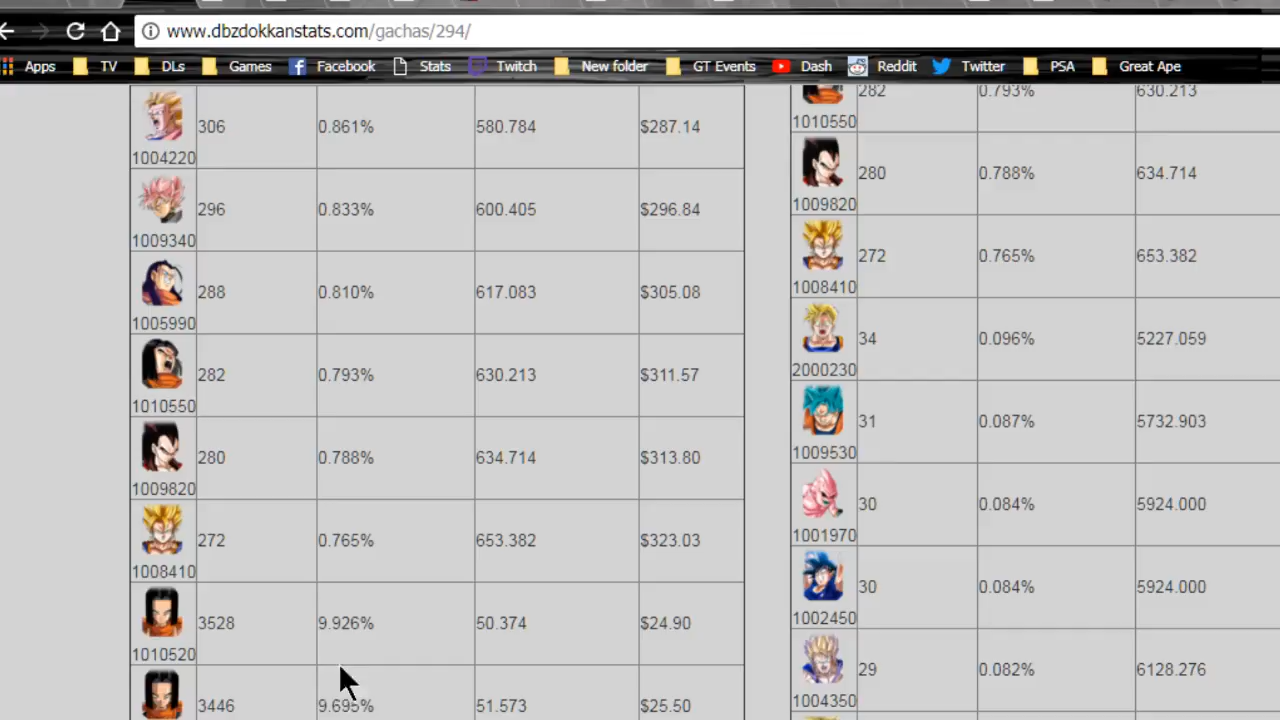 www.dbzdokkanstats.com/gachas/294/
Apps TV DLs Games Facebook Stats Twitch New folder GT Events Dash Reddit Twitter PSA Great Ape
306 0.861% 580.784 $287.14
1004220
296 0.833% 600.405 $296.84
1009340
288 0.810% 617.083 $305.08
1005990
282 0.793% 630.213 $311.57
1010550
280 0.788% 634.714 $313.80
1009820
272 0.765% 653.382 $323.03
1008410
3528 9.926% 50.374 $24.90
1010520
3446 9.695% 51.573 $25.50
282 0.793% 630.213
1010550
280 0.788% 634.714
1009820
272 0.765% 653.382
1008410
34 0.096% 5227.059
2000230
31 0.087% 5732.903
1009530
30 0.084% 5924.000
1001970
30 0.084% 5924.000
1002450
29 0.082% 6128.276
1004350